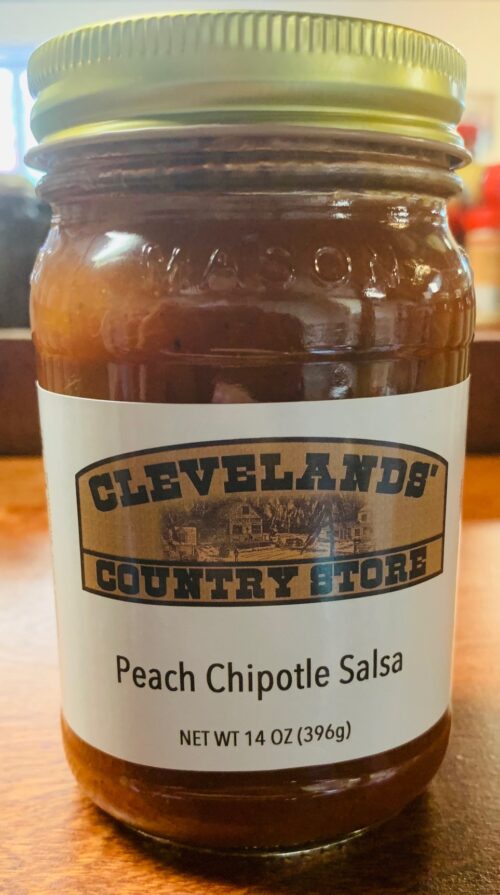 MASON
CLEVELANDS'
COUNTRY STORE
Peach Chipotle Salsa
NET WT 14 OZ (396g)